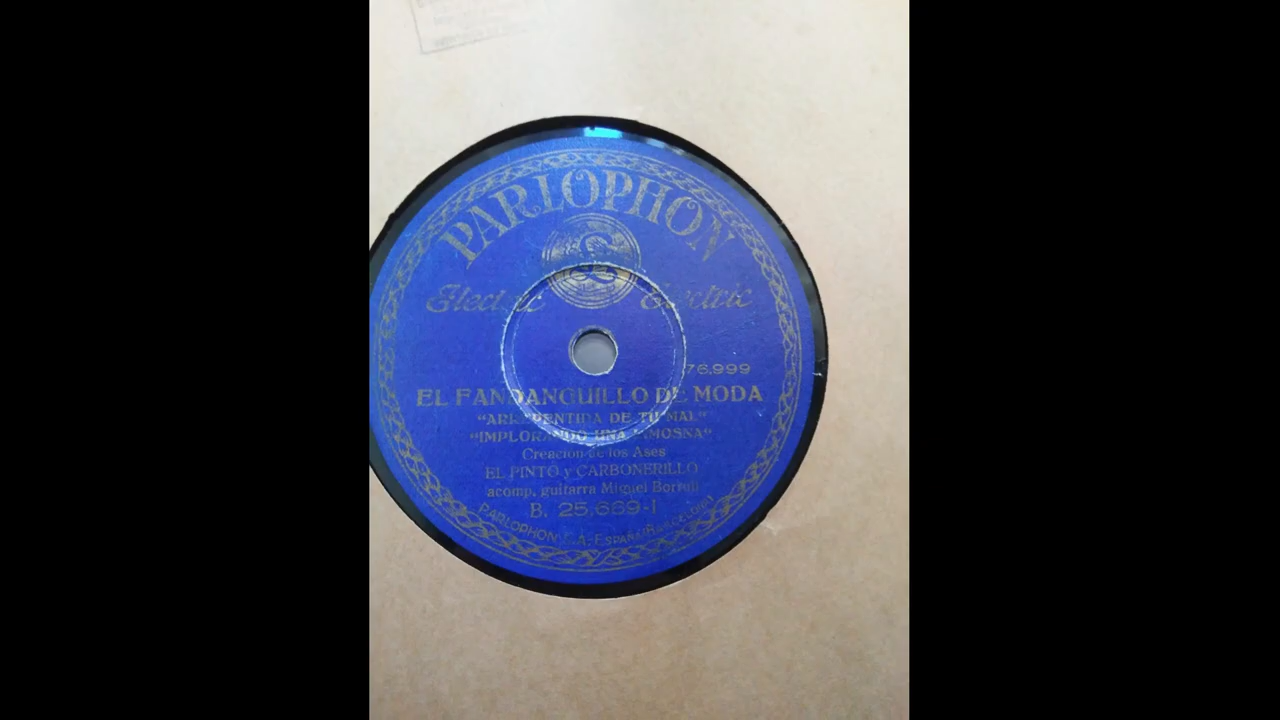 PARLOPHON
Electric Electric
76.999
EL FANDANGUILLO DE MODA
"ARREPENTIDA DE TU MAL"
"IMPLORANDO UNA LIMOSNA"
Creación de los Ases
EL PINTO y CARBONERILLO
acomp. guitarra Miguel Borrull
B. 25.669-I
PARLOPHON S.A.-ESPAÑA(BARCELONA)